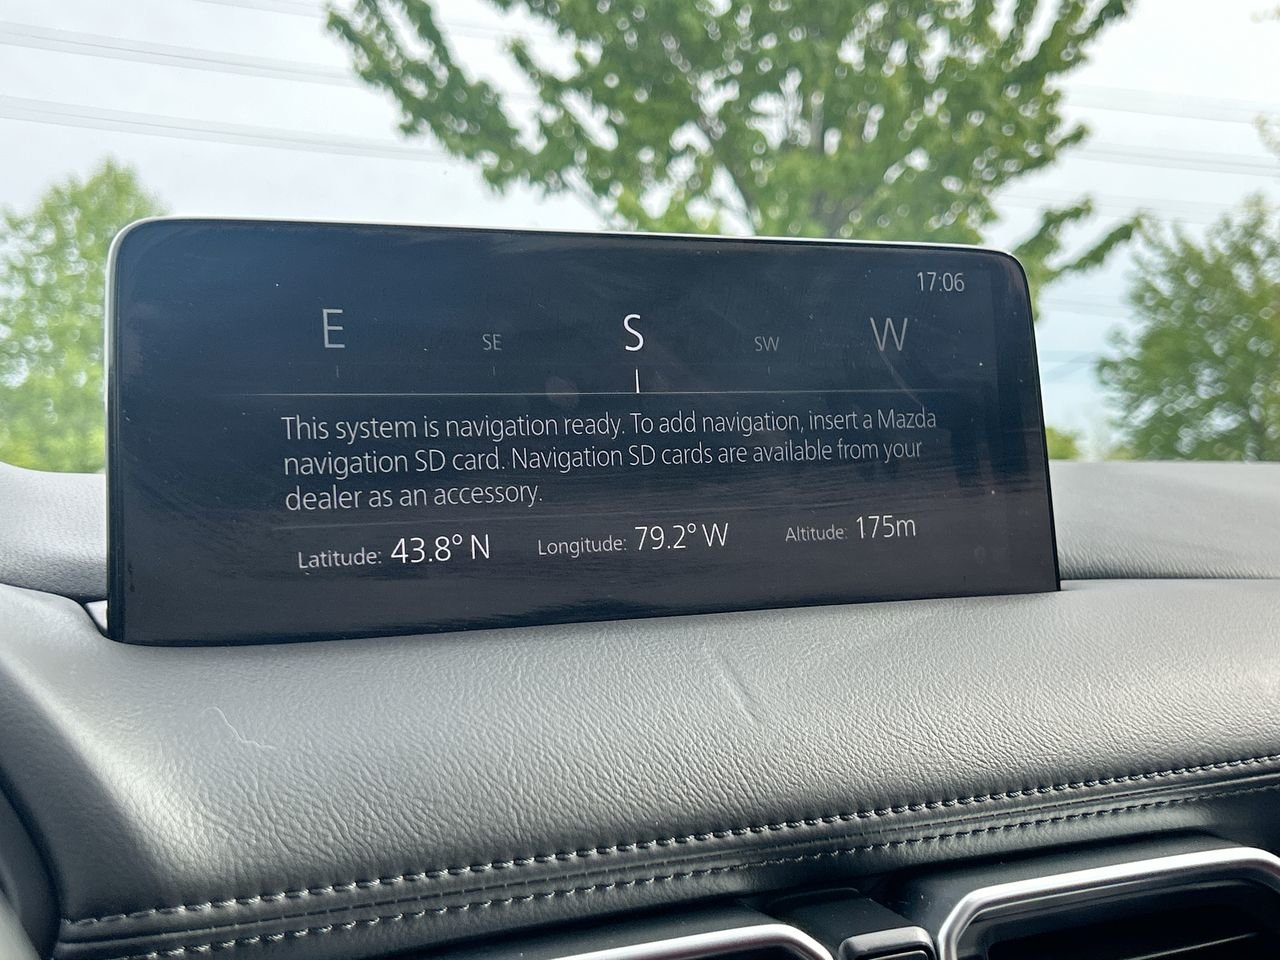 17:06
E SE S SW W
This system is navigation ready. To add navigation, insert a Mazda
navigation SD card. Navigation SD cards are available from your
dealer as an accessory.
Latitude: 43.8° N Longitude: 79.2° W Altitude: 175m